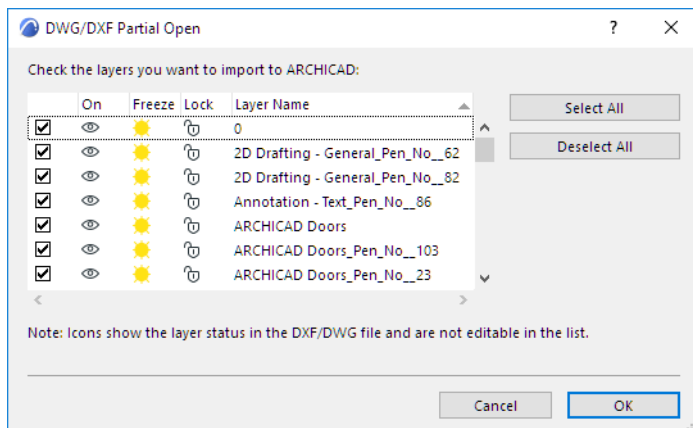 DWG/DXF Partial Open ?
Check the layers you want to import to ARCHICAD:
On Freeze Lock Layer Name
0
2D Drafting - General_Pen_No__62
2D Drafting - General_Pen_No__82
Annotation - Text_Pen_No__86
ARCHICAD Doors
ARCHICAD Doors_Pen_No__103
ARCHICAD Doors_Pen_No__23
Select All
Deselect All
Note: Icons show the layer status in the DXF/DWG file and are not editable in the list.
Cancel OK